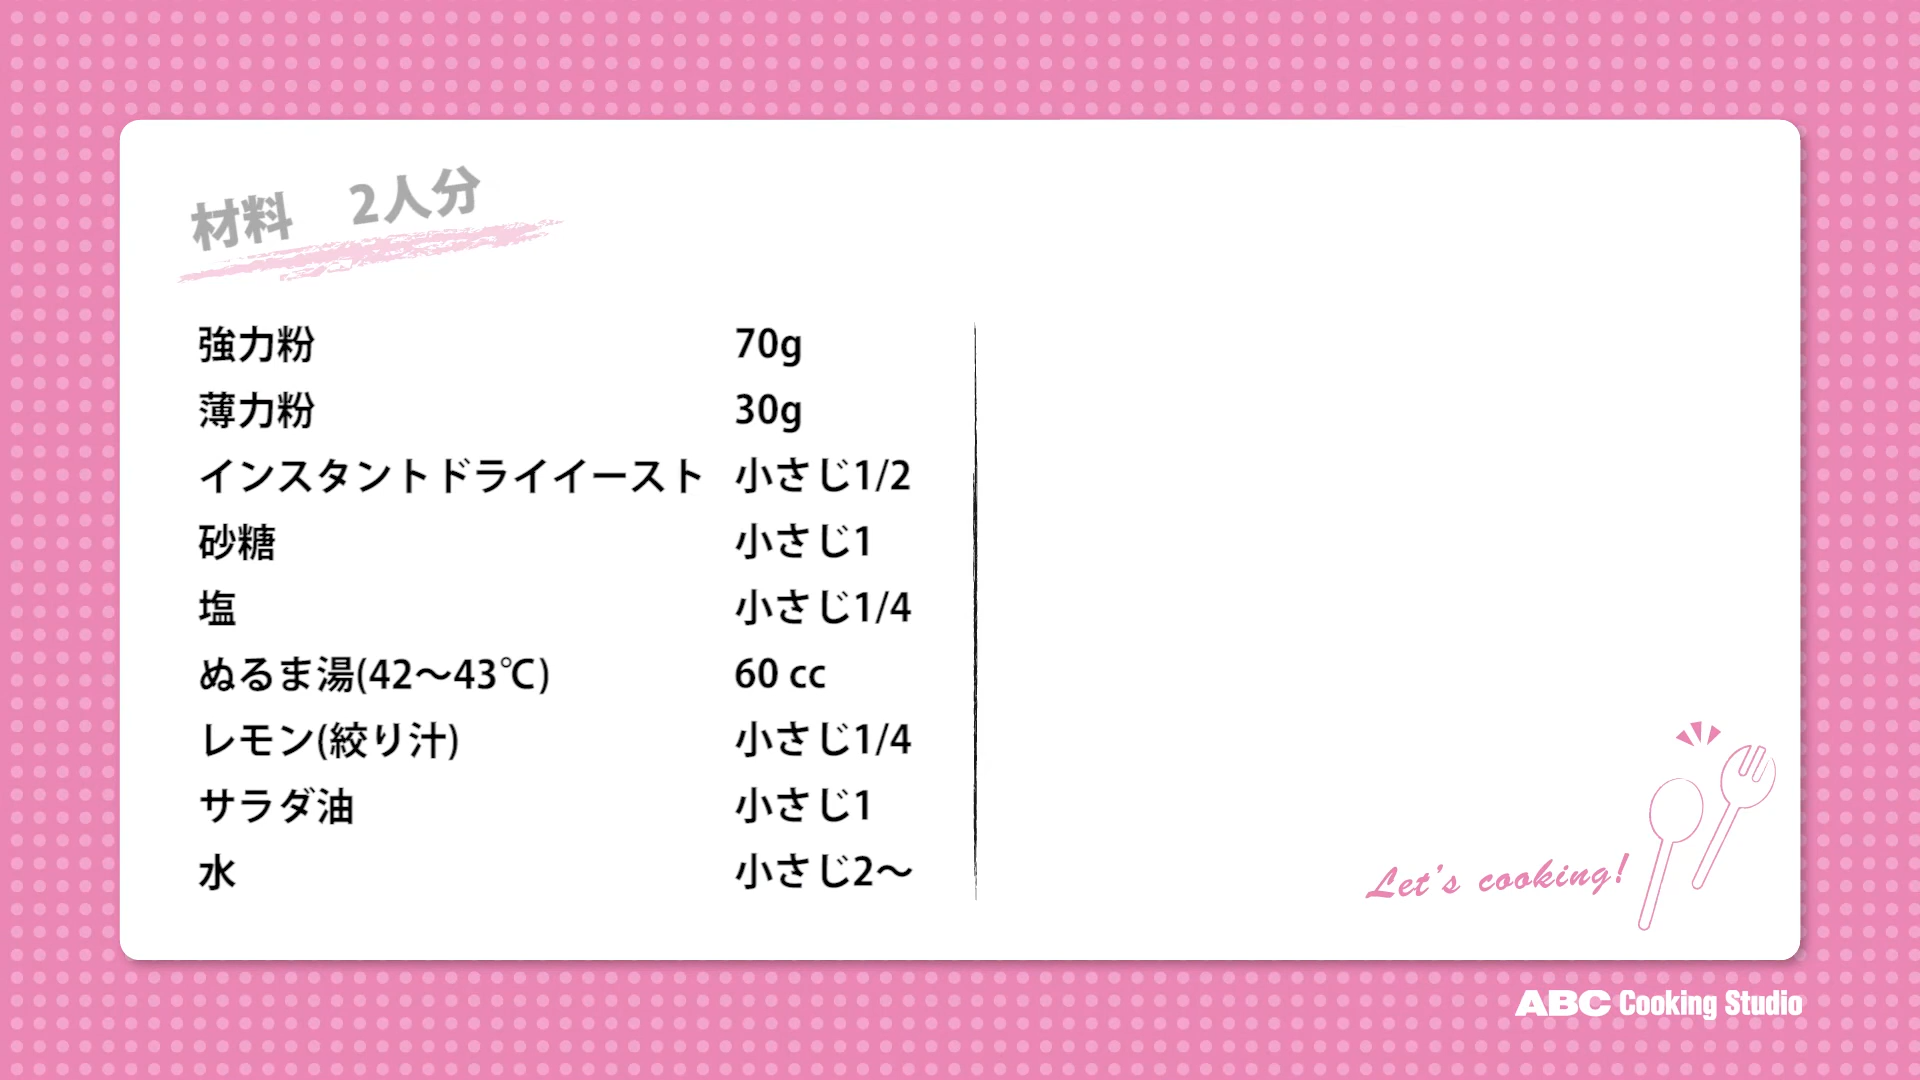 材料　2人分
強力粉 70g
薄力粉 30g
インスタントドライイースト 小さじ1/2
砂糖 小さじ1
塩 小さじ1/4
ぬるま湯(42〜43℃) 60 cc
レモン(絞り汁) 小さじ1/4
サラダ油 小さじ1
水 小さじ2〜
Let's cooking!
ABC Cooking Studio